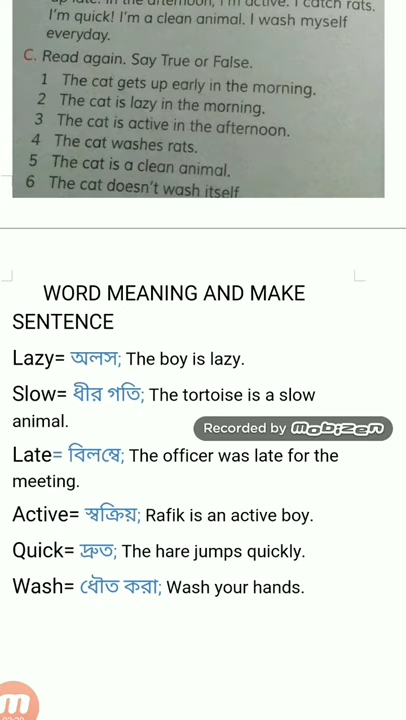 up late. In the afternoon, I'm active. I catch rats.
I'm quick! I'm a clean animal. I wash myself
everyday.
C. Read again. Say True or False.
1 The cat gets up early in the morning.
2 The cat is lazy in the morning.
3 The cat is active in the afternoon.
4 The cat washes rats.
5 The cat is a clean animal.
6 The cat doesn't wash itself
WORD MEANING AND MAKE
SENTENCE
Lazy= অলস; The boy is lazy.
Slow= ধীর গতি; The tortoise is a slow
animal.
Recorded by mobizen
Late= বিলম্বে; The officer was late for the
meeting.
Active= স্বক্রিয়; Rafik is an active boy.
Quick= দ্রুত; The hare jumps quickly.
Wash= ধৌত করা; Wash your hands.